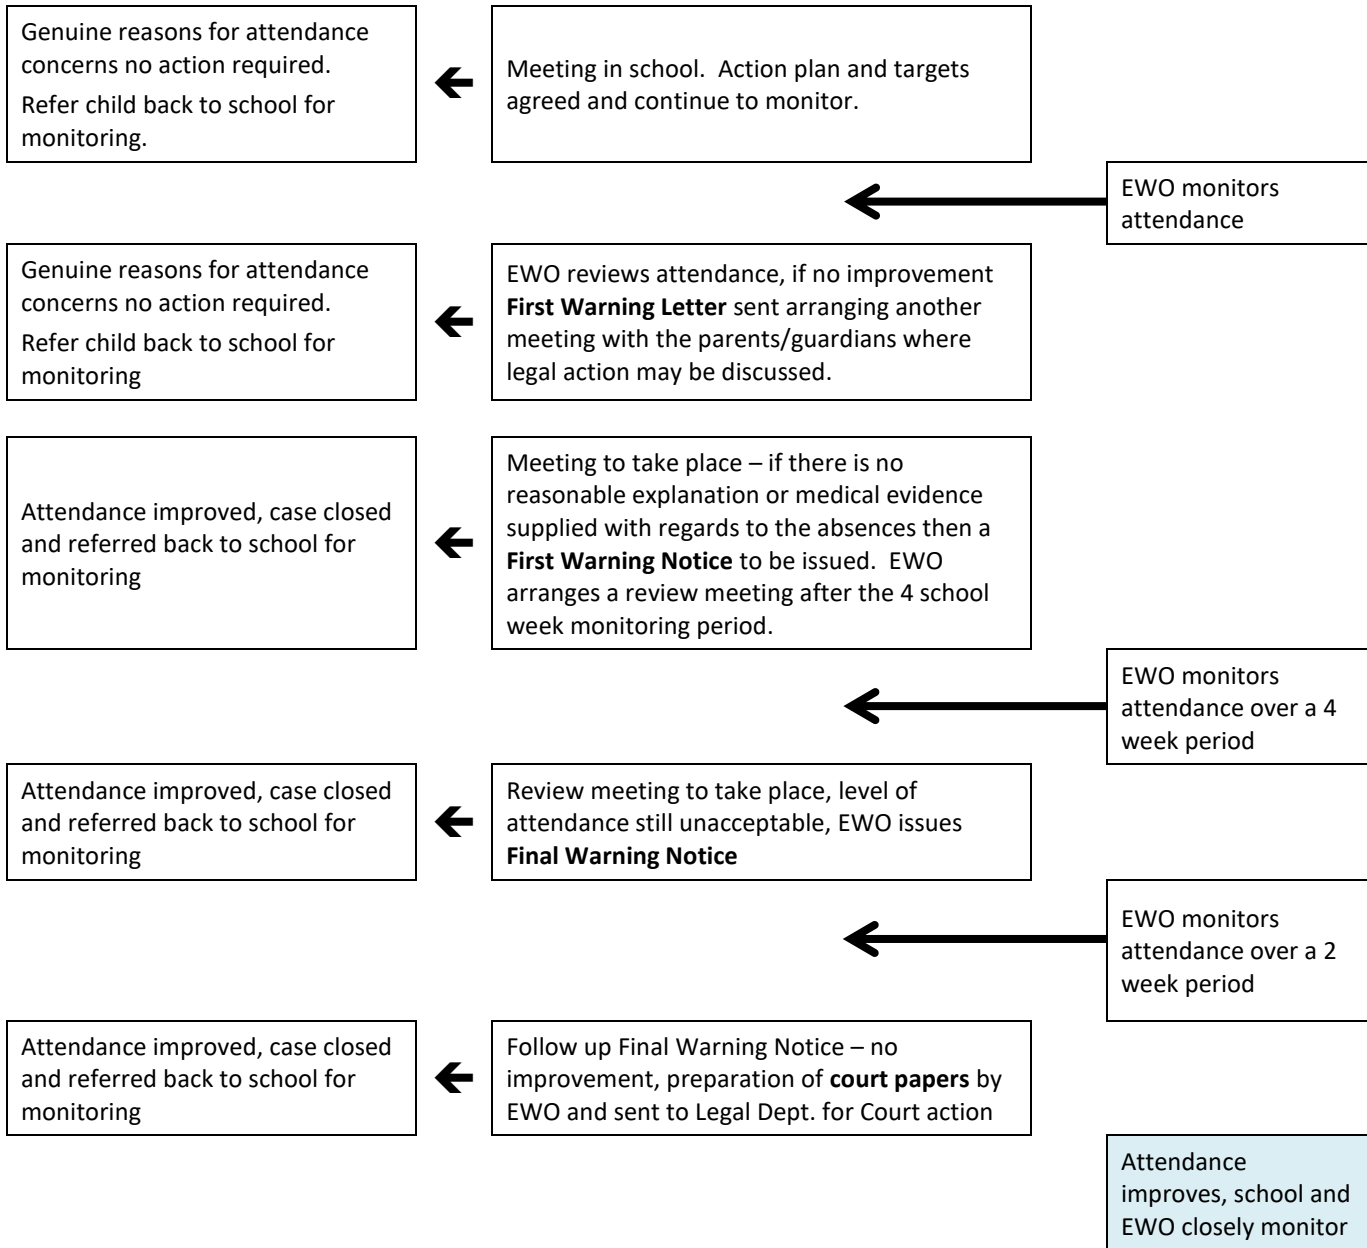 Genuine reasons for attendance
concerns no action required.
Refer child back to school for
monitoring.
Meeting in school.  Action plan and targets
agreed and continue to monitor.
EWO monitors
attendance
Genuine reasons for attendance
concerns no action required.
Refer child back to school for
monitoring
EWO reviews attendance, if no improvement
First Warning Letter sent arranging another
meeting with the parents/guardians where
legal action may be discussed.
Attendance improved, case closed
and referred back to school for
monitoring
Meeting to take place – if there is no
reasonable explanation or medical evidence
supplied with regards to the absences then a
First Warning Notice to be issued.  EWO
arranges a review meeting after the 4 school
week monitoring period.
EWO monitors
attendance over a 4
week period
Attendance improved, case closed
and referred back to school for
monitoring
Review meeting to take place, level of
attendance still unacceptable, EWO issues
Final Warning Notice
EWO monitors
attendance over a 2
week period
Attendance improved, case closed
and referred back to school for
monitoring
Follow up Final Warning Notice – no
improvement, preparation of court papers by
EWO and sent to Legal Dept. for Court action
Attendance
improves, school and
EWO closely monitor